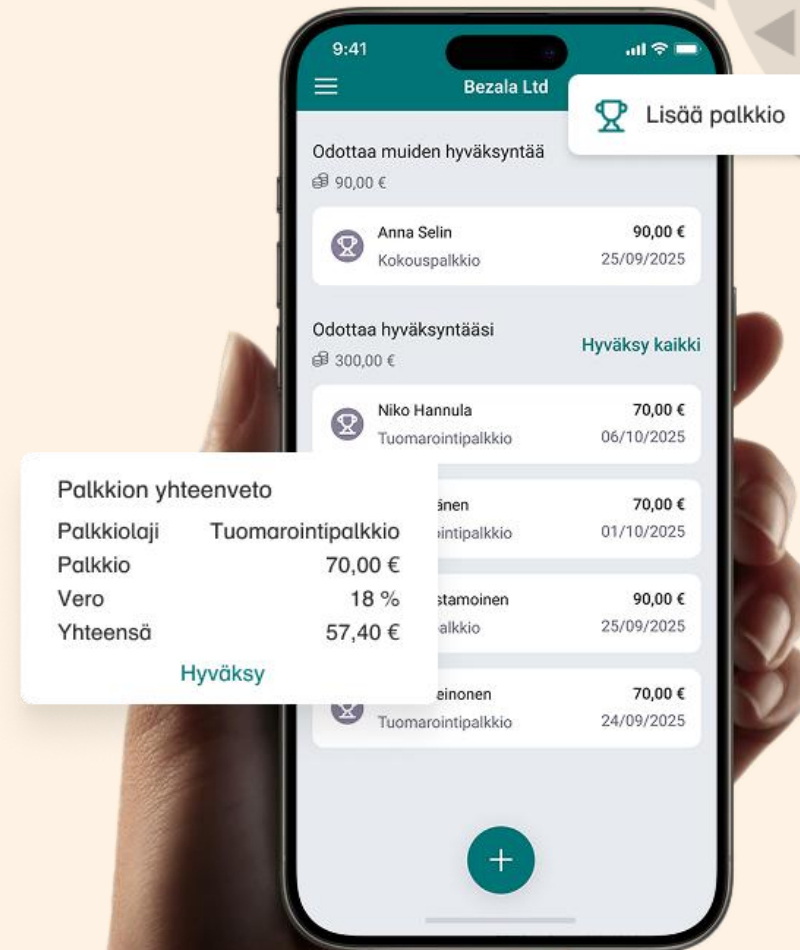 9:41
Bezala Ltd
Lisää palkkio
Odottaa muiden hyväksyntää
90,00 €
Anna Selin 90,00 €
Kokouspalkkio 25/09/2025
Odottaa hyväksyntääsi
Hyväksy kaikki
300,00 €
Niko Hannula 70,00 €
Tuomarointipalkkio 06/10/2025
70,00 €
01/10/2025
90,00 €
25/09/2025
70,00 €
Tuomarointipalkkio 24/09/2025
Palkkion yhteenveto
Palkkiolaji Tuomarointipalkkio
Palkkio 70,00 €
Vero 18 %
Yhteensä 57,40 €
Hyväksy